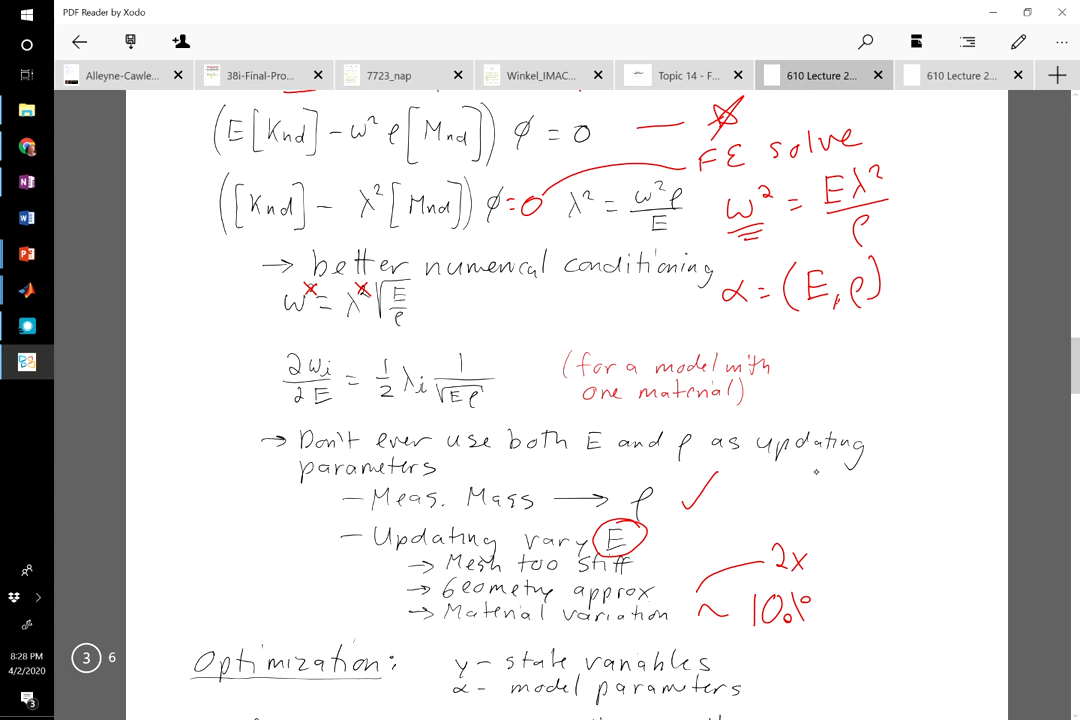 PDF Reader by Xodo
Alleyne-Cawle...
38i-Final-Pro...
7723_nap
Winkel_IMAC...
Topic 14 - F...
610 Lecture 2...
610 Lecture 2...
(E[Knd] - ω² ρ[Mnd]) ϕ = 0 — ☆
FE solve
([Knd] - λ²[Mnd]) ϕ = 0 λ² = ω²ρ/E ω² = Eλ²/ρ
→ better numerical conditioning
ω = λ √(E/ρ) α = (E, ρ)
∂ωi/∂E = 1/2 λi 1/√(Eρ) (for a model with
one material)
→ Don't ever use both E and ρ as updating
parameters
- Meas. Mass → ρ ✓
- Updating vary E
→ Mesh too stiff 2x
→ Geometry approx
→ Material variation ~ 10%
8:28 PM
4/2/2020
3 6
3
Optimization: y - state variables
α - model parameters